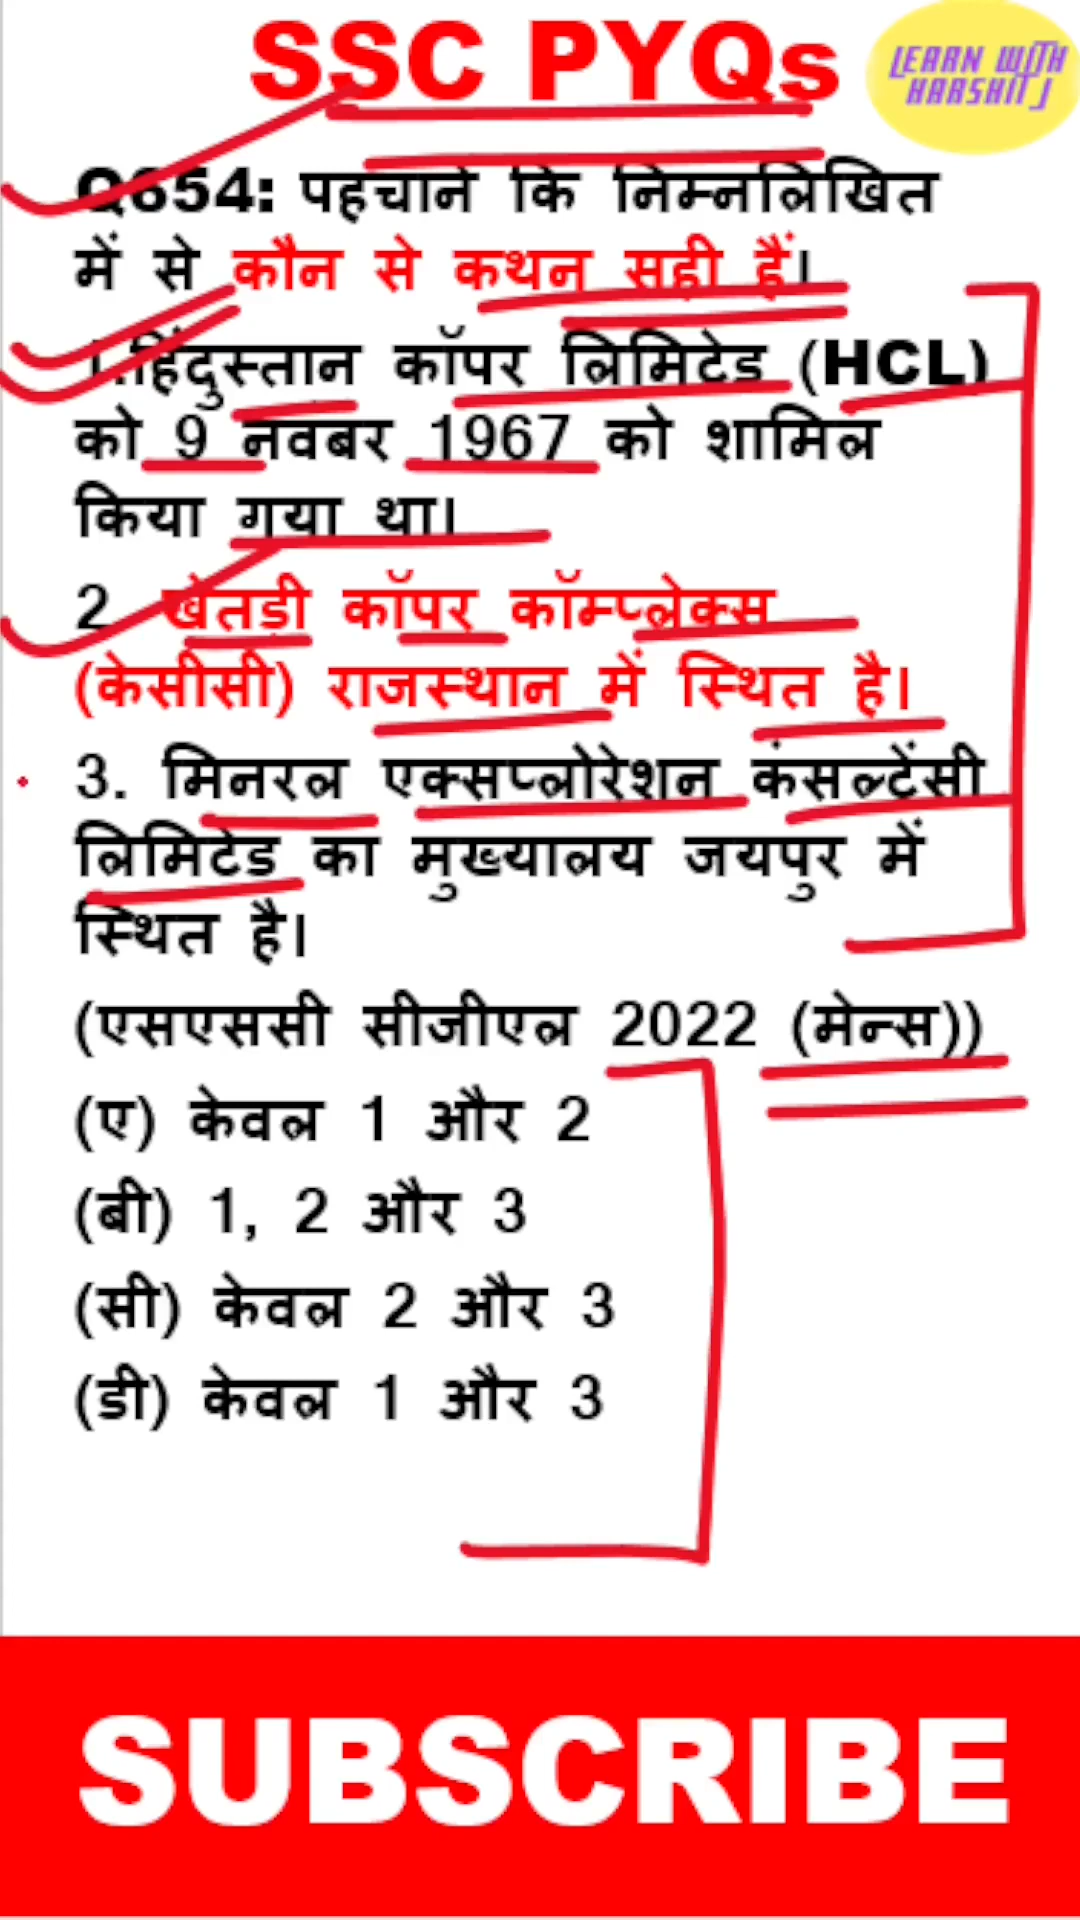 SSC PYQs
LEARN WITH
HARSHIT J
Q654: पहचानें कि निम्नलिखित
में से कौन से कथन सही हैं।
1.हिंदुस्तान कॉपर लिमिटेड (HCL)
को 9 नवंबर 1967 को शामिल
किया गया था।
2. खेतड़ी कॉपर कॉम्प्लेक्स
(केसीसी) राजस्थान में स्थित है।
3. मिनरल एक्सप्लोरेशन कंसल्टेंसी
लिमिटेड का मुख्यालय जयपुर में
स्थित है।
(एसएससी सीजीएल 2022 (मेन्स))
(ए) केवल 1 और 2
(बी) 1, 2 और 3
(सी) केवल 2 और 3
(डी) केवल 1 और 3
SUBSCRIBE